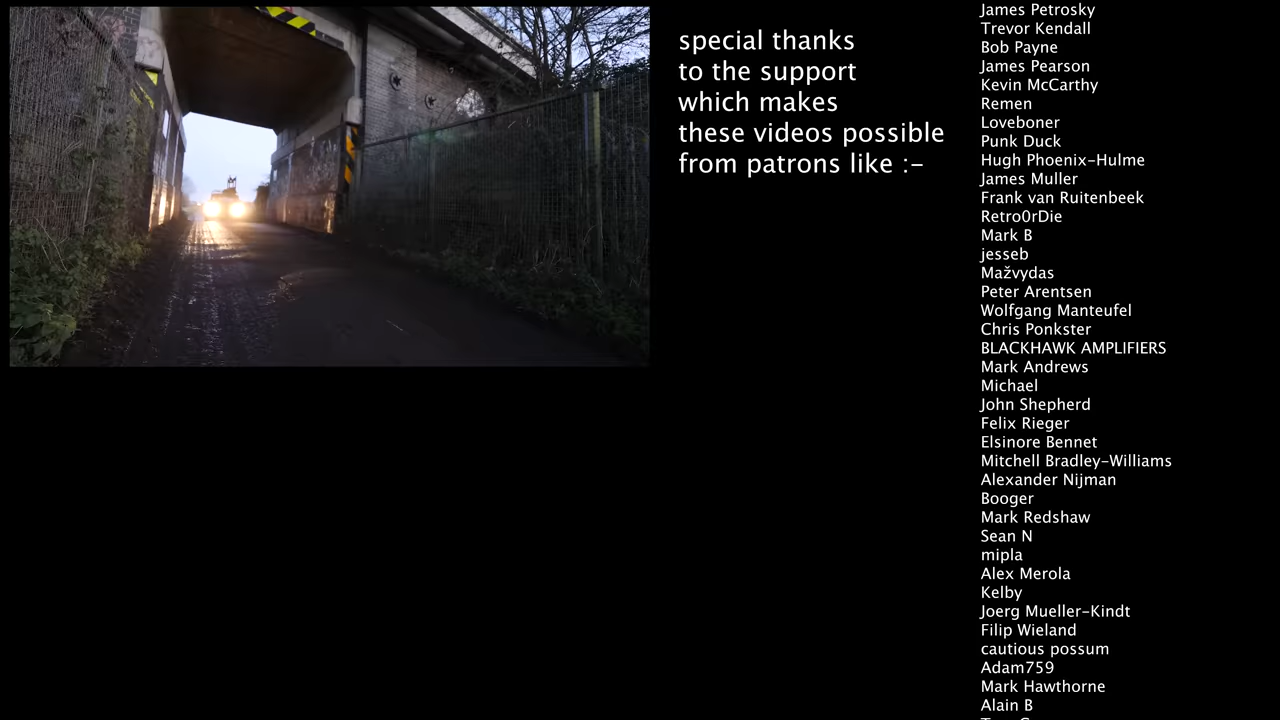 special thanks
to the support
which makes
these videos possible
from patrons like :-
James Petrosky
Trevor Kendall
Bob Payne
James Pearson
Kevin McCarthy
Remen
Loveboner
Punk Duck
Hugh Phoenix-Hulme
James Muller
Frank van Ruitenbeek
Retro0rDie
Mark B
jesseb
Mažvydas
Peter Arentsen
Wolfgang Manteufel
Chris Ponkster
BLACKHAWK AMPLIFIERS
Mark Andrews
Michael
John Shepherd
Felix Rieger
Elsinore Bennet
Mitchell Bradley-Williams
Alexander Nijman
Booger
Mark Redshaw
Sean N
mipla
Alex Merola
Kelby
Joerg Mueller-Kindt
Filip Wieland
cautious possum
Adam759
Mark Hawthorne
Alain B